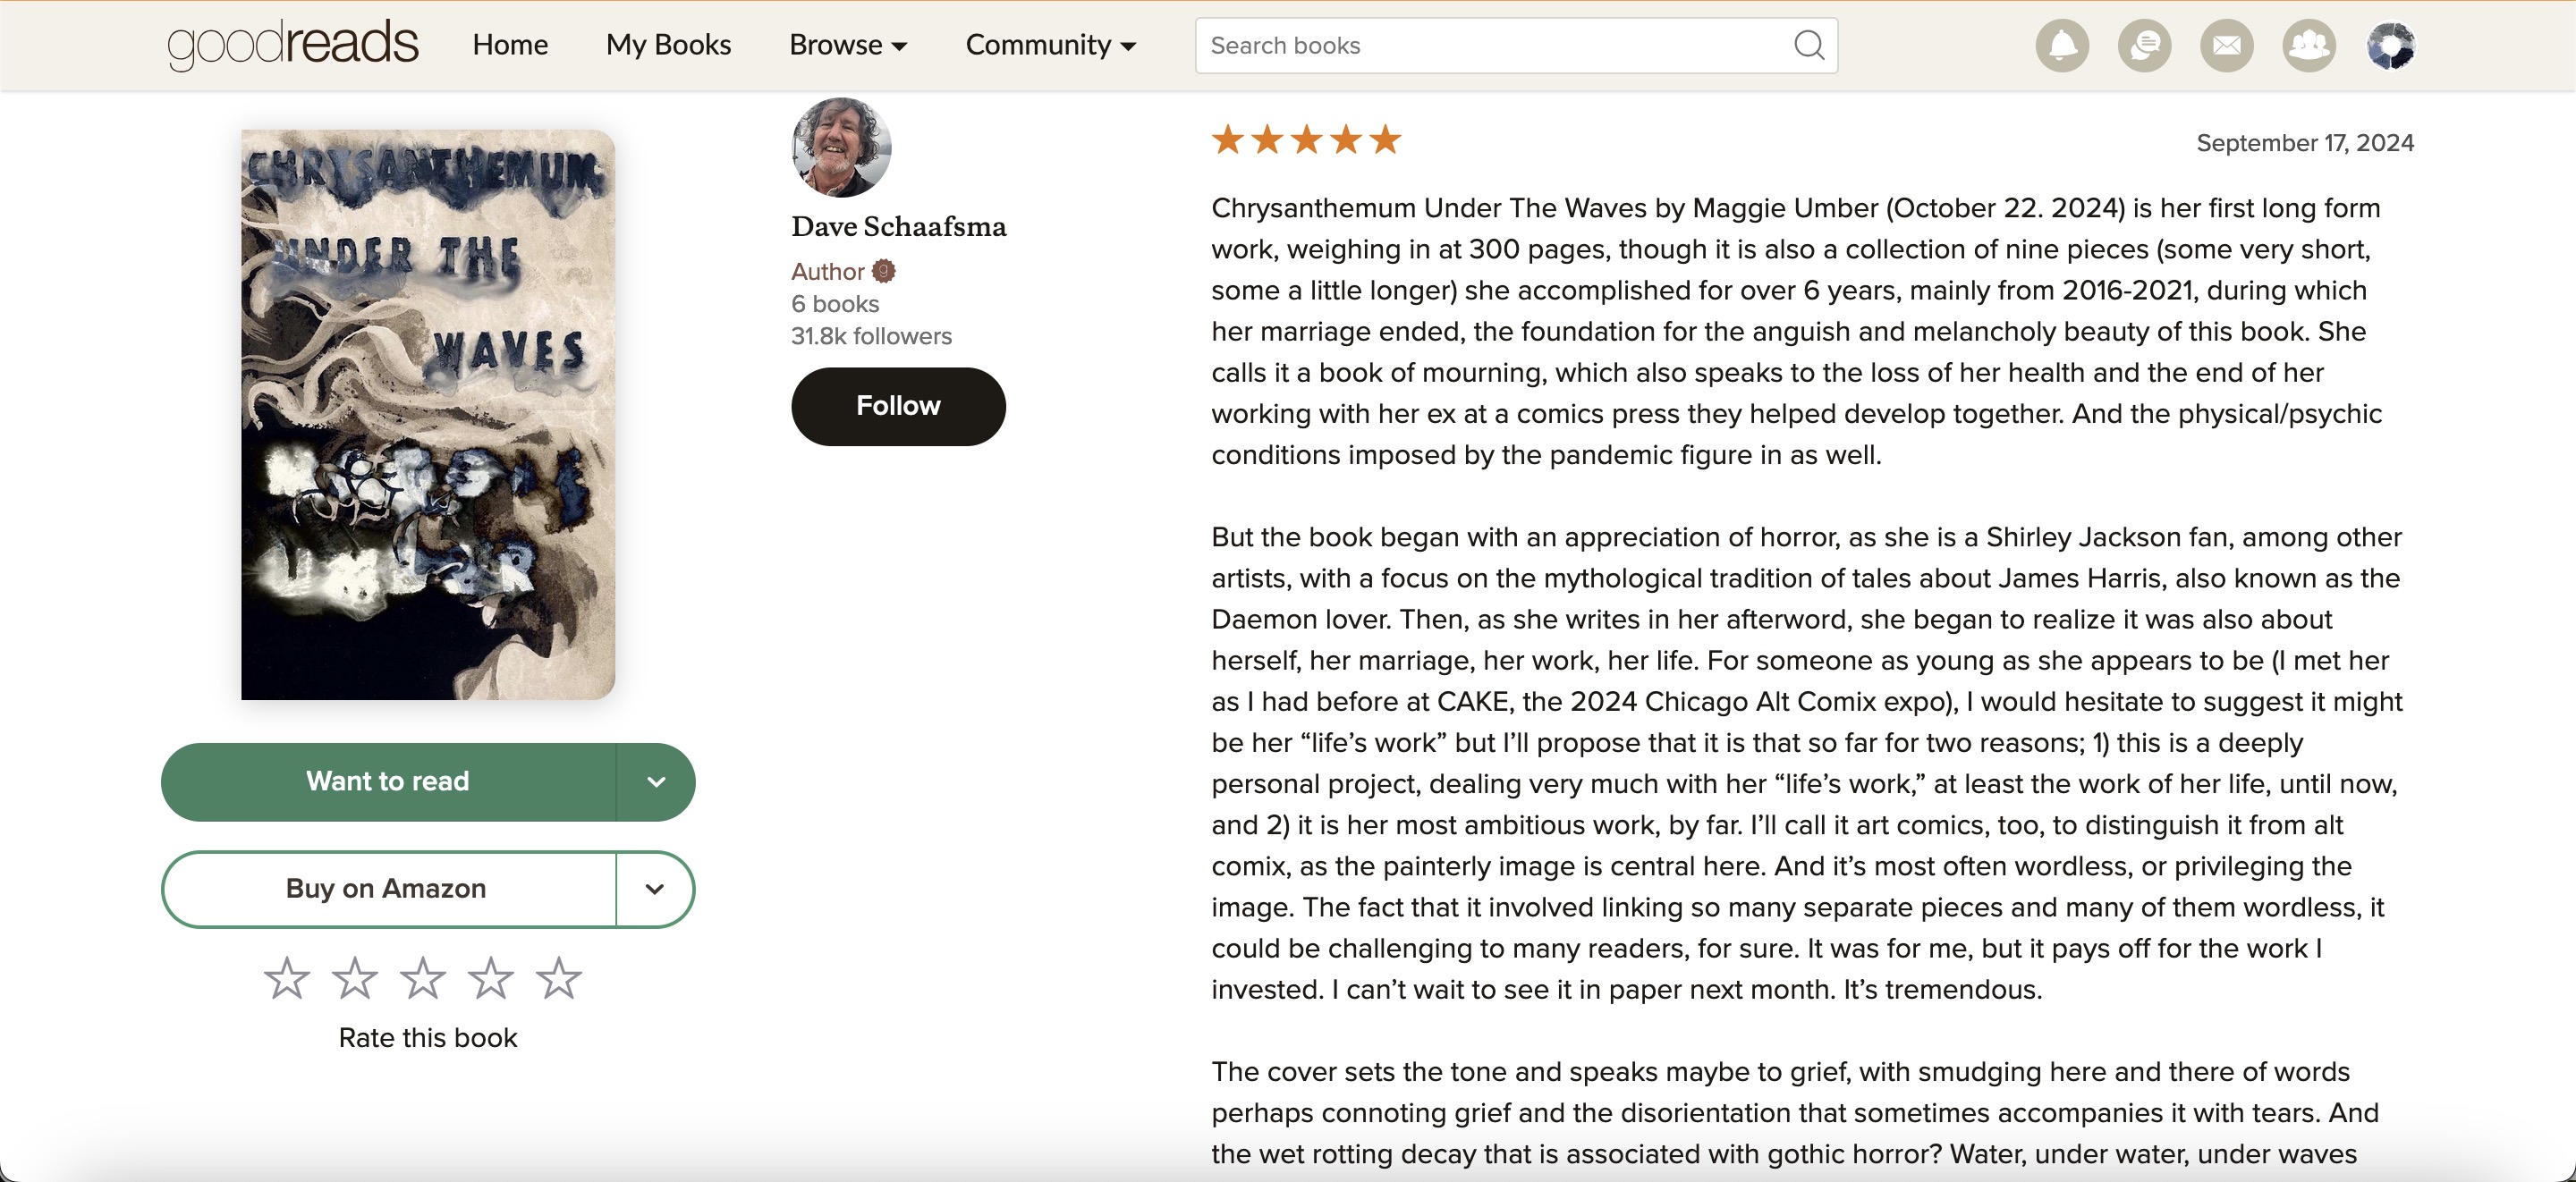 goodreads
Home
My Books
Browse
Community
Search books
CHRYSANTHEMUM
UNDER THE
WAVES
MAGGIE
UMBER
Want to read
Buy on Amazon
Rate this book
Dave Schaafsma
Author
6 books
31.8k followers
Follow
September 17, 2024
Chrysanthemum Under The Waves by Maggie Umber (October 22. 2024) is her first long form
work, weighing in at 300 pages, though it is also a collection of nine pieces (some very short,
some a little longer) she accomplished for over 6 years, mainly from 2016-2021, during which
her marriage ended, the foundation for the anguish and melancholy beauty of this book. She
calls it a book of mourning, which also speaks to the loss of her health and the end of her
working with her ex at a comics press they helped develop together. And the physical/psychic
conditions imposed by the pandemic figure in as well.
But the book began with an appreciation of horror, as she is a Shirley Jackson fan, among other
artists, with a focus on the mythological tradition of tales about James Harris, also known as the
Daemon lover. Then, as she writes in her afterword, she began to realize it was also about
herself, her marriage, her work, her life. For someone as young as she appears to be (I met her
as I had before at CAKE, the 2024 Chicago Alt Comix expo), I would hesitate to suggest it might
be her “life’s work” but I’ll propose that it is that so far for two reasons; 1) this is a deeply
personal project, dealing very much with her “life’s work,” at least the work of her life, until now,
and 2) it is her most ambitious work, by far. I’ll call it art comics, too, to distinguish it from alt
comix, as the painterly image is central here. And it’s most often wordless, or privileging the
image. The fact that it involved linking so many separate pieces and many of them wordless, it
could be challenging to many readers, for sure. It was for me, but it pays off for the work I
invested. I can’t wait to see it in paper next month. It’s tremendous.
The cover sets the tone and speaks maybe to grief, with smudging here and there of words
perhaps connoting grief and the disorientation that sometimes accompanies it with tears. And
the wet rotting decay that is associated with gothic horror? Water, under water, under waves